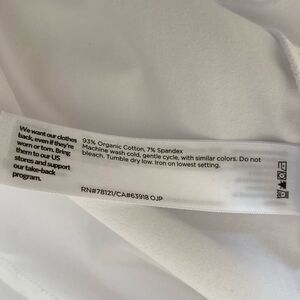 We want our clothes
back, even if they're
worn or torn. Bring
them to our US
stores and support
our take-back
program.
93% Organic Cotton, 7% Spandex
Machine wash cold, gentle cycle, with similar colors. Do not
bleach. Tumble dry low. Iron on lowest setting.
RN#78121/CA#63918 OJP